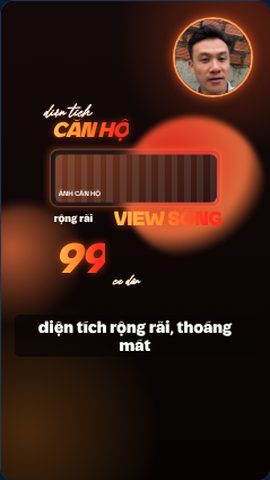 diện tích
CĂN HỘ
ẢNH CĂN HỘ
rộng rãi VIEW SÔNG
99
cư dân
diện tích rộng rãi, thoáng
mát